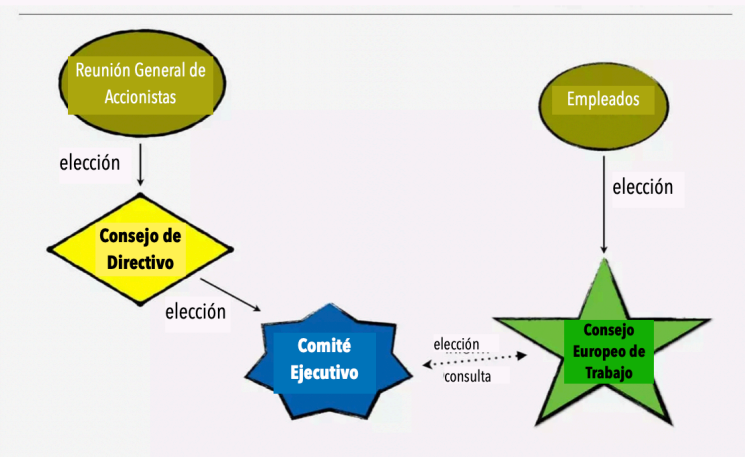 Reunión General de
Accionistas
Empleados
elección
elección
Consejo de
Directivo
elección
Comité
Ejecutivo
elección
consulta
Consejo
Europeo de
Trabajo